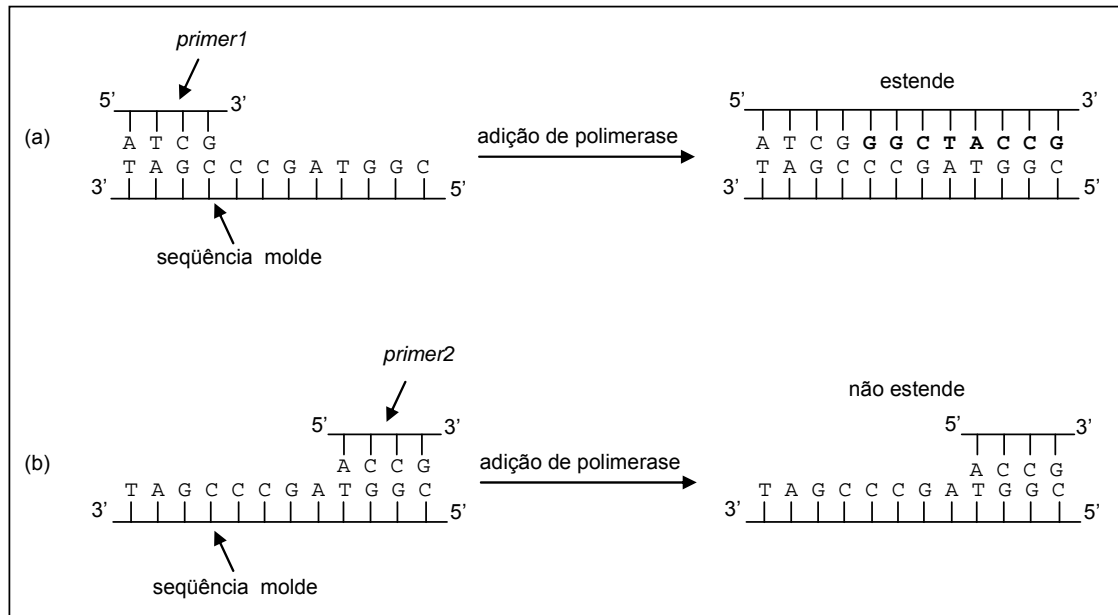 primer1
5' 3'
(a)
A T C G
T A G C C C G A T G G C
3' 5'
seqüência molde
adição de polimerase
estende
5' 3'
A T C G G G C T A C C G
T A G C C C G A T G G C
3' 5'
primer2
5' 3'
(b)
A C C G
T A G C C C G A T G G C
3' 5'
seqüência molde
adição de polimerase
não estende
5' 3'
A C C G
T A G C C C G A T G G C
3' 5'